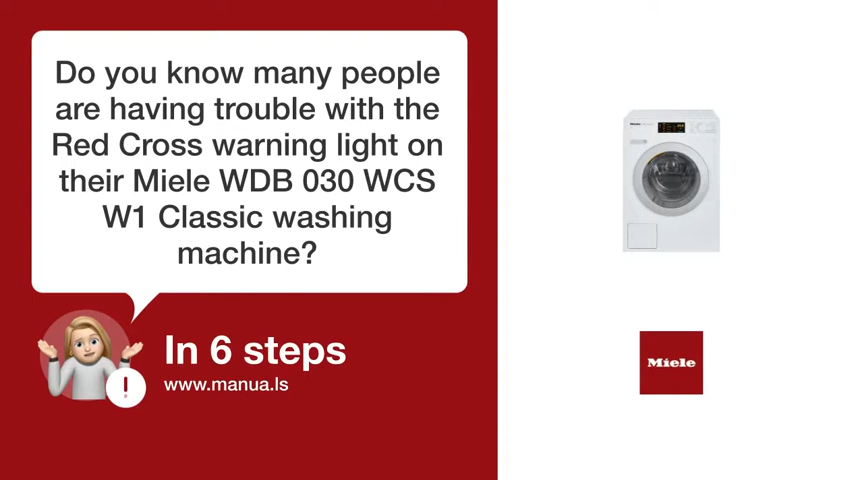 Do you know many people
are having trouble with the
Red Cross warning light on
their Miele WDB 030 WCS
W1 Classic washing
machine?
In 6 steps
www.manua.ls
Miele